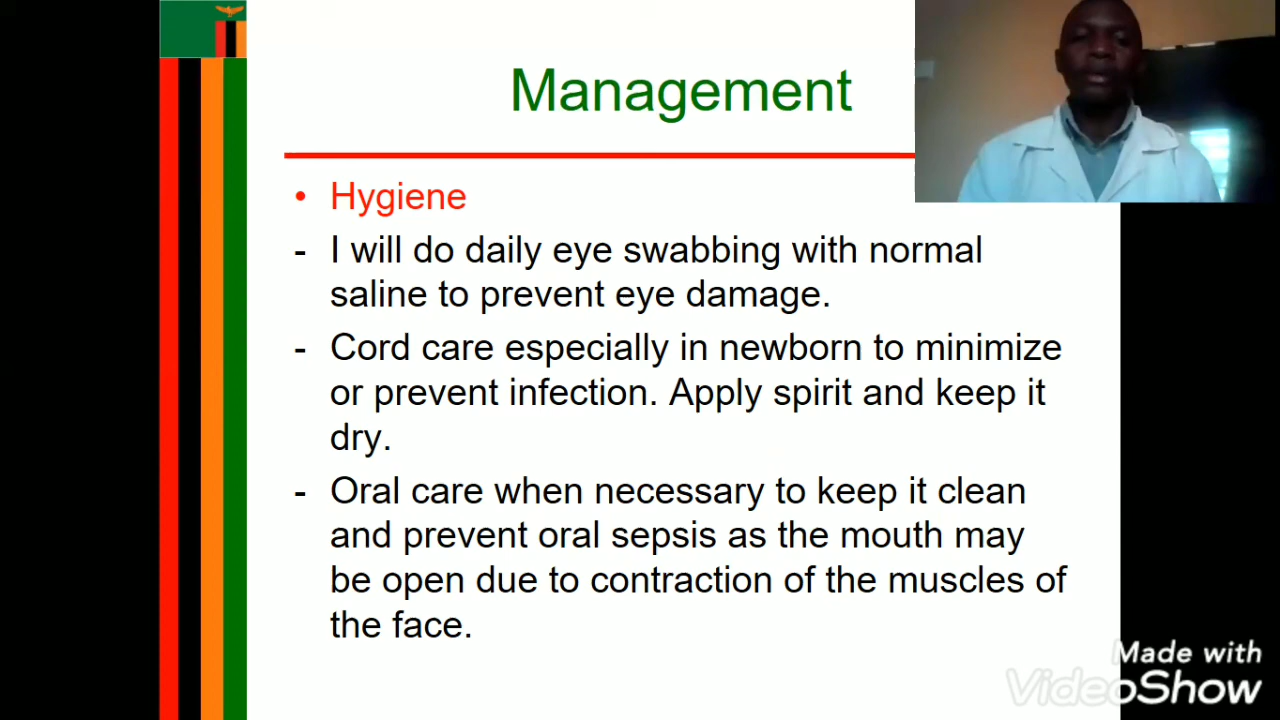 Management
• Hygiene
- I will do daily eye swabbing with normal
saline to prevent eye damage.
- Cord care especially in newborn to minimize
or prevent infection. Apply spirit and keep it
dry.
- Oral care when necessary to keep it clean
and prevent oral sepsis as the mouth may
be open due to contraction of the muscles of
the face.
Made with
VideoShow